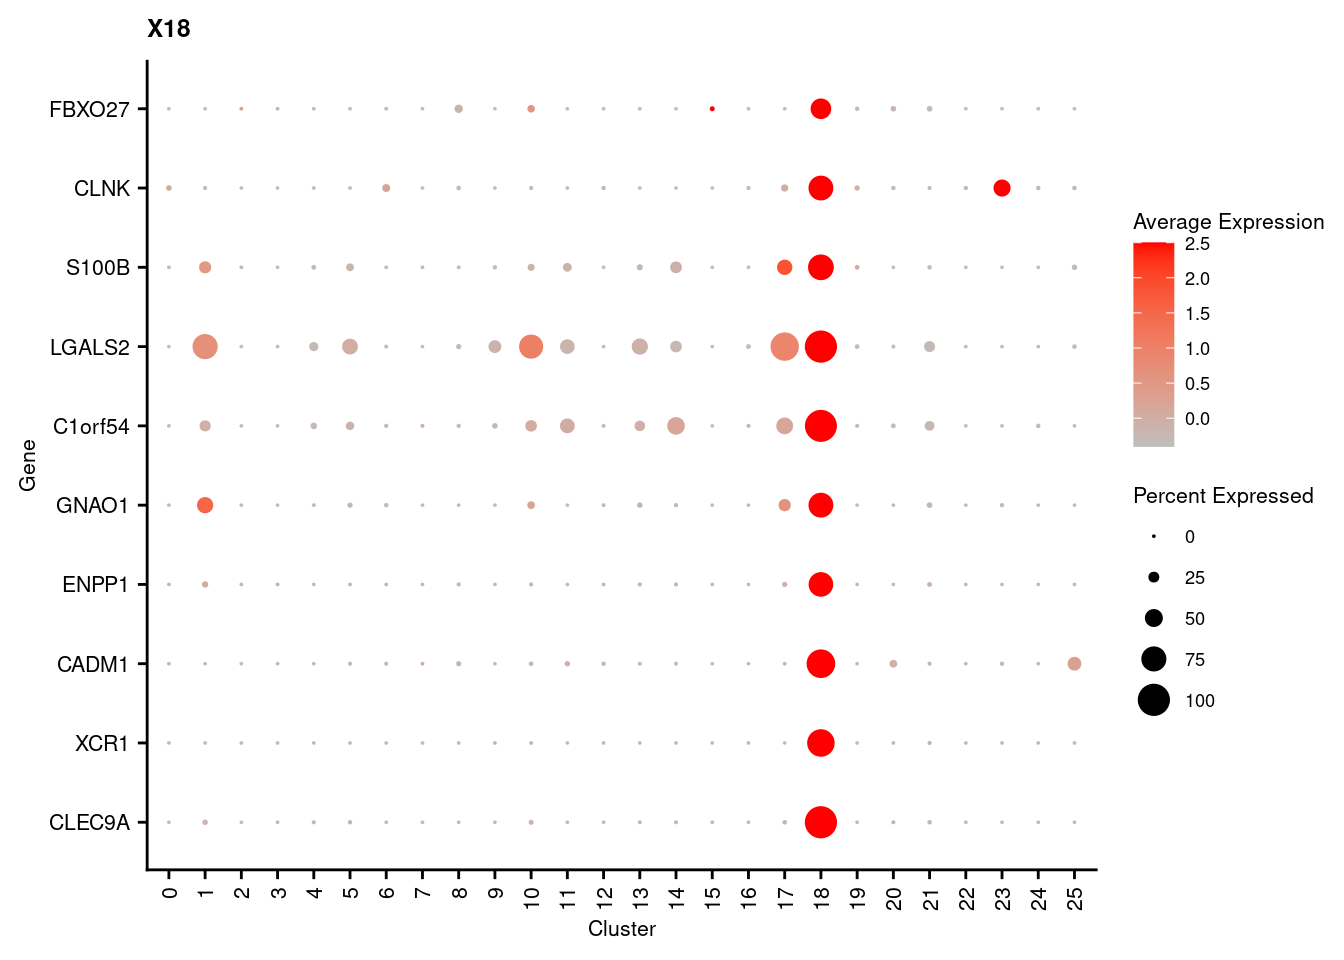 X18
FBXO27
CLNK
S100B
LGALS2
C1orf54
GNAO1
ENPP1
CADM1
XCR1
CLEC9A
Gene
0 1 2 3 4 5 6 7 8 9 10 11 12 13 14 15 16 17 18 19 20 21 22 23 24 25
Cluster
Average Expression
2.5
2.0
1.5
1.0
0.5
0.0
Percent Expressed
0
25
50
75
100